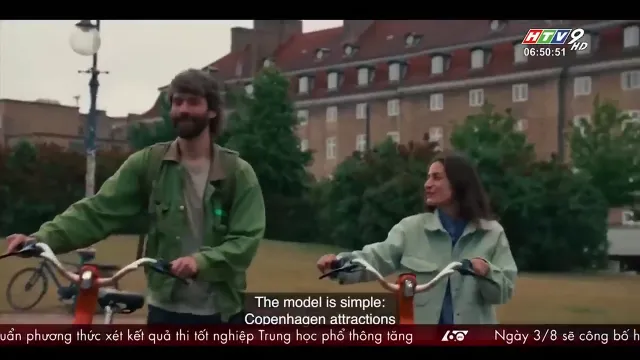 HTV9 HD
06:50:51
The model is simple:
Copenhagen attractions
uẩn phương thức xét kết quả thi tốt nghiệp Trung học phổ thông tăng 60 Ngày 3/8 sẽ công bố h